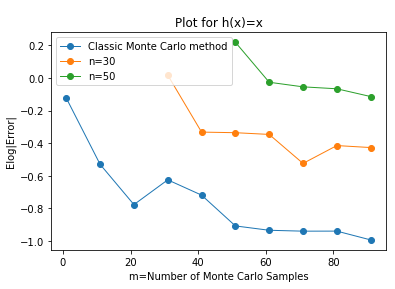 Plot for h(x)=x
Classic Monte Carlo method
n=30
n=50
Elog|Error|
0.2
0.0
−0.2
−0.4
−0.6
−0.8
−1.0
0 20 40 60 80
m=Number of Monte Carlo Samples